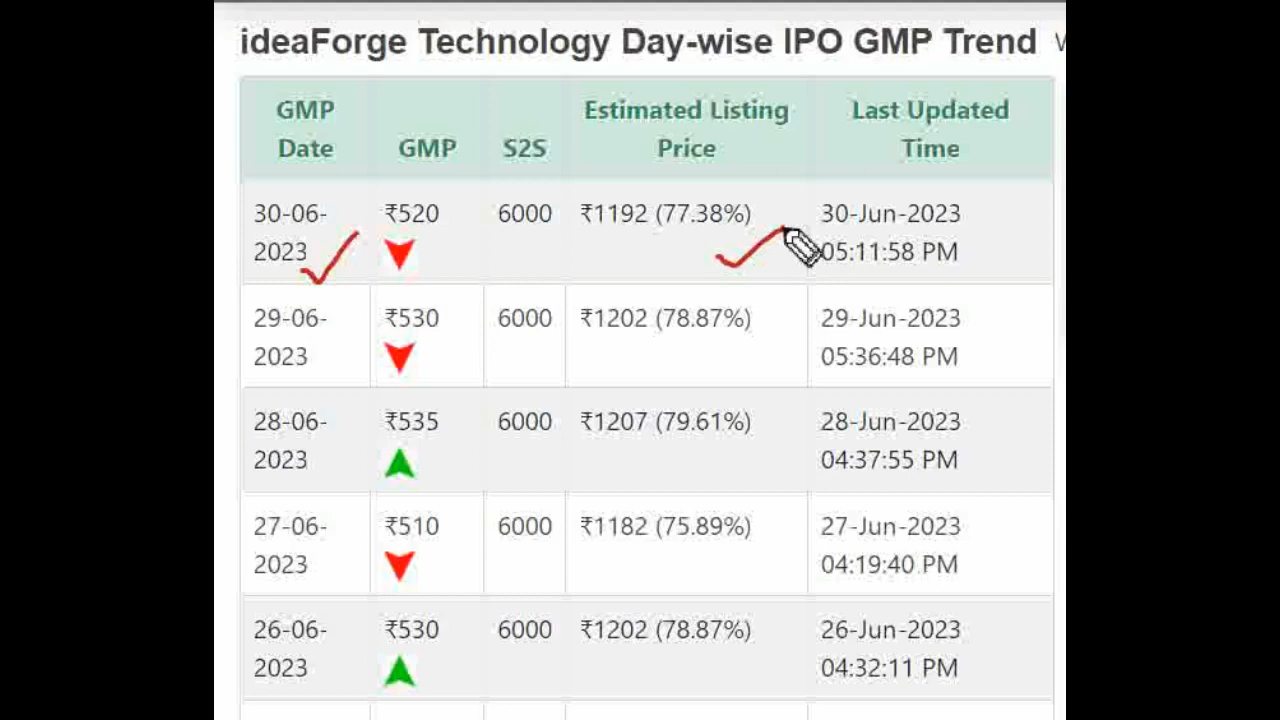 ideaForge Technology Day-wise IPO GMP Trend
GMP Date GMP S2S Estimated Listing Price Last Updated Time
30-06-2023 ₹520 6000 ₹1192 (77.38%) 30-Jun-2023 05:11:58 PM
29-06-2023 ₹530 6000 ₹1202 (78.87%) 29-Jun-2023 05:36:48 PM
28-06-2023 ₹535 6000 ₹1207 (79.61%) 28-Jun-2023 04:37:55 PM
27-06-2023 ₹510 6000 ₹1182 (75.89%) 27-Jun-2023 04:19:40 PM
26-06-2023 ₹530 6000 ₹1202 (78.87%) 26-Jun-2023 04:32:11 PM